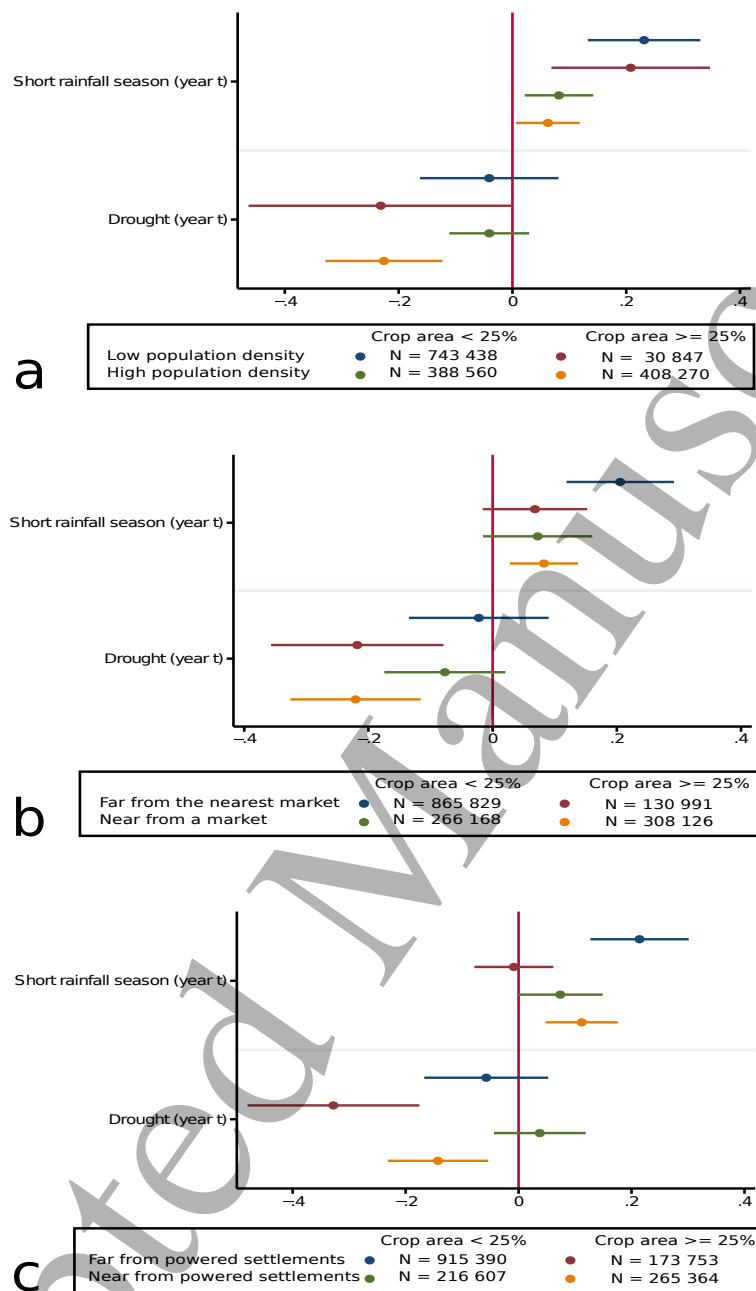 Short rainfall season (year t)
Drought (year t)
-.4 -.2 0 .2 .4
Crop area < 25% Crop area >= 25%
Low population density N = 743 438 N = 30 847
High population density N = 388 560 N = 408 270
a
Short rainfall season (year t)
Drought (year t)
-.4 -.2 0 .2 .4
Crop area < 25% Crop area >= 25%
Far from the nearest market N = 865 829 N = 130 991
Near from a market N = 266 168 N = 308 126
b
Short rainfall season (year t)
Drought (year t)
-.4 -.2 0 .2 .4
Crop area < 25% Crop area >= 25%
Far from powered settlements N = 915 390 N = 173 753
Near from powered settlements N = 216 607 N = 265 364
c